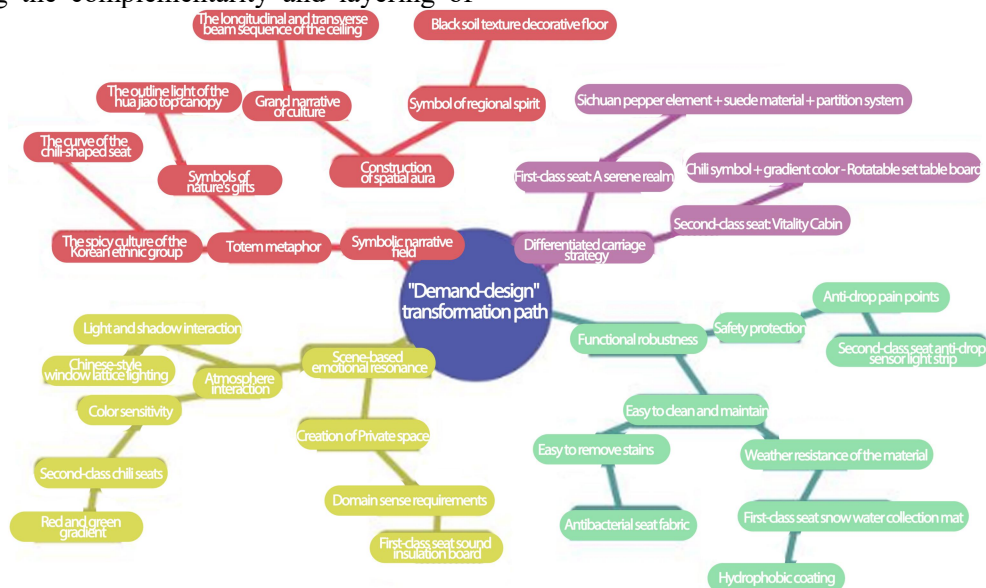 ng the complementarity and layering of
The longitudinal and transverse
beam sequence of the ceiling
Black soil texture decorative floor
The outline light of the
hua jiao top canopy
Grand narrative
of culture
Symbol of regional spirit
Sichuan pepper element + suede material + partition system
The curve of the
chili-shaped seat
Symbols of
nature's gifts
Construction
of spatial aura
First-class seat: A serene realm
Chili symbol + gradient color - Rotatable set table board
Second-class seat: Vitality Cabin
The spicy culture of the
Korean ethnic group
Totem metaphor
Symbolic narrative
field
Differentiated carriage
strategy
"Demand-design"
transformation path
Anti-drop pain points
Light and shadow interaction
Safety protection
Functional robustness
Second-class seat anti-drop
sensor light strip
Chinese-style
window lattice lighting
Scene-based
emotional resonance
Atmosphere
interaction
Color sensitivity
Easy to clean and maintain
Creation of Private space
Easy to remove stains
Weather resistance of the material
Second-class chili seats
Domain sense requirements
Red and green
gradient
Antibacterial seat fabric
First-class seat snow water collection mat
First-class seat sound
insulation board
Hydrophobic coating